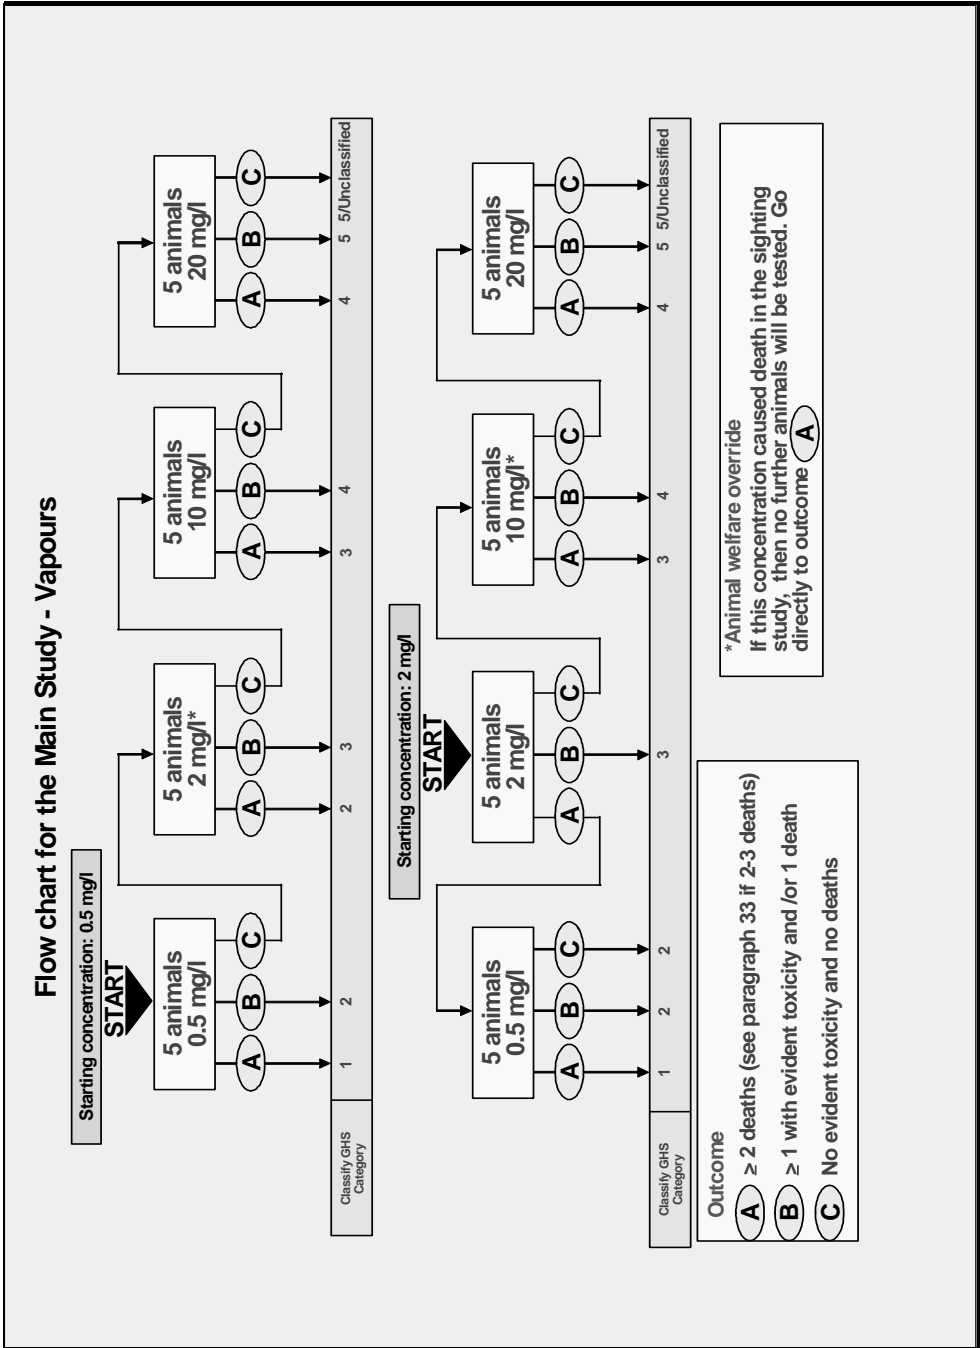 Flow chart for the Main Study - Vapours
Starting concentration: 0.5 mg/l
START
5 animals
0.5 mg/l
A B C
5 animals
2 mg/l*
A B C
5 animals
10 mg/l
A B C
5 animals
20 mg/l
A B C
Classify GHS
Category
1 2 2 3 3 4 4 5 5/Unclassified
Starting concentration: 2 mg/l
START
5 animals
0.5 mg/l
A B C
5 animals
2 mg/l
A B C
5 animals
10 mg/l*
A B C
5 animals
20 mg/l
A B C
Classify GHS
Category
1 2 2 3 3 4 4 5 5/Unclassified
Outcome
A ≥ 2 deaths (see paragraph 33 if 2-3 deaths)
B ≥ 1 with evident toxicity and /or 1 death
C No evident toxicity and no deaths
*Animal welfare override
If this concentration caused death in the sighting
study, then no further animals will be tested. Go
directly to outcome A